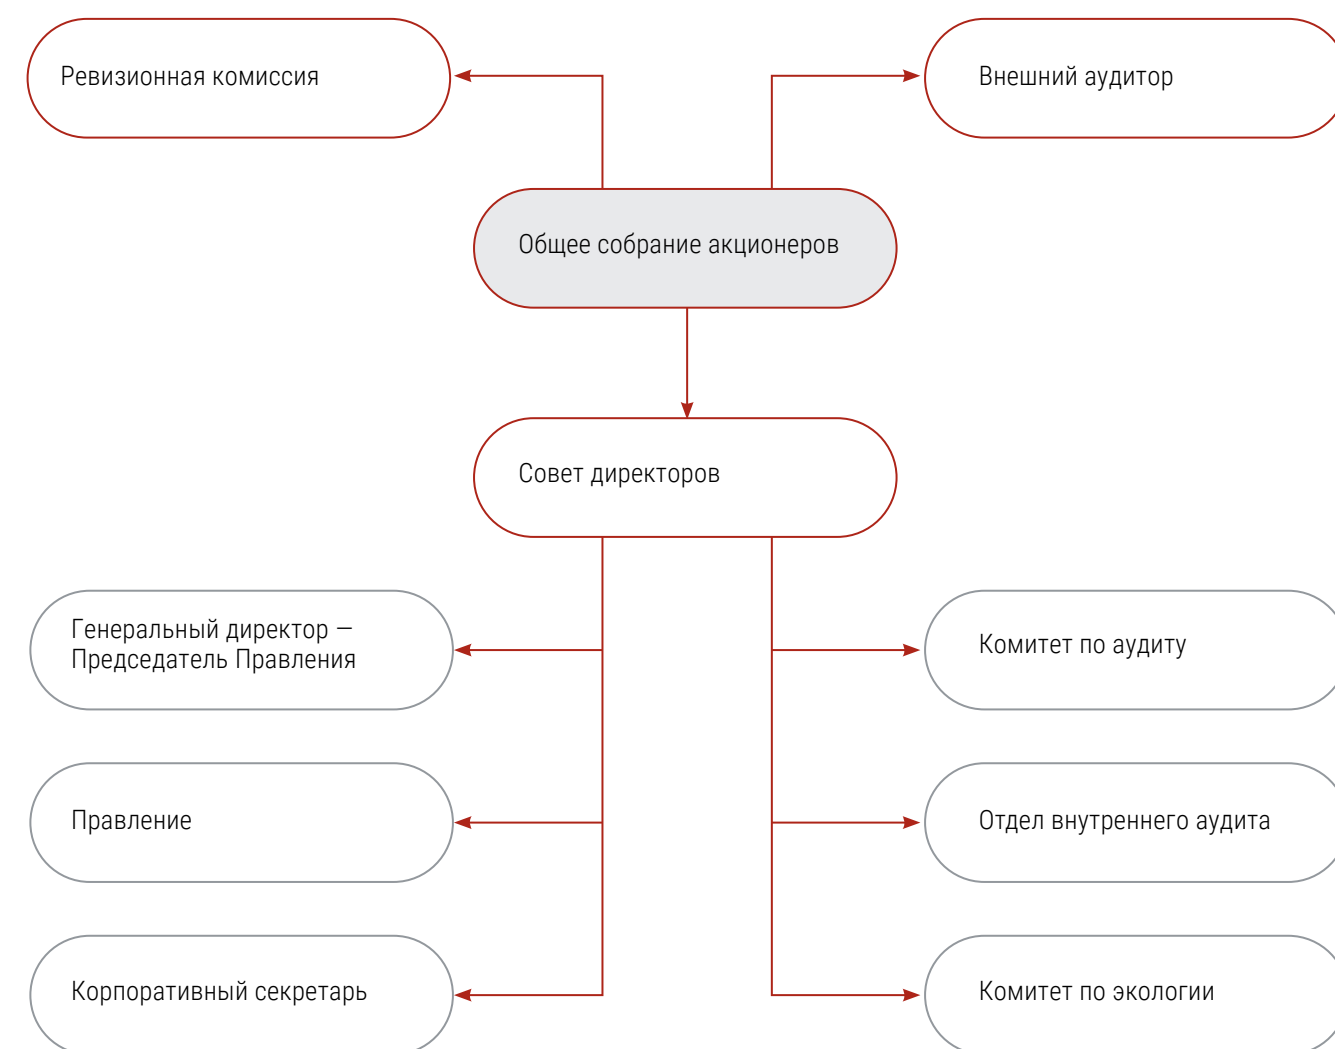 Ревизионная комиссия
Внешний аудитор
Общее собрание акционеров
Совет директоров
Генеральный директор —
Председатель Правления
Комитет по аудиту
Правление
Отдел внутреннего аудита
Корпоративный секретарь
Комитет по экологии